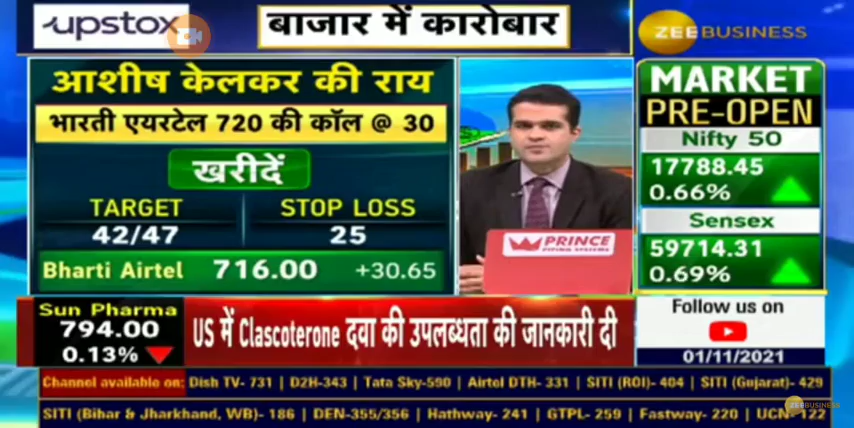 upstox
बाजार में कारोबार
ZEE BUSINESS
आशीष केलकर की राय
भारती एयरटेल 720 की कॉल @ 30
खरीदें
TARGET
42/47
STOP LOSS
25
Bharti Airtel 716.00 +30.65
PRINCE
PIPING SYSTEMS
MARKET
PRE-OPEN
Nifty 50
17788.45
0.66%
Sensex
59714.31
0.69%
Sun Pharma
794.00
0.13%
US में Clascoterone दवा की उपलब्धता की जानकारी दी
Follow us on
01/11/2021
Channel available on: Dish TV- 731 | D2H-343 | Tata Sky-590 | Airtel DTH- 331 | SITI (ROI)- 404 | SITI (Gujarat)- 429
SITI (Bihar & Jharkhand, WB)- 186 | DEN-355/356 | Hathway- 241 | GTPL- 259 | Fastway- 220 | UCN- 122
ZEE BUSINESS